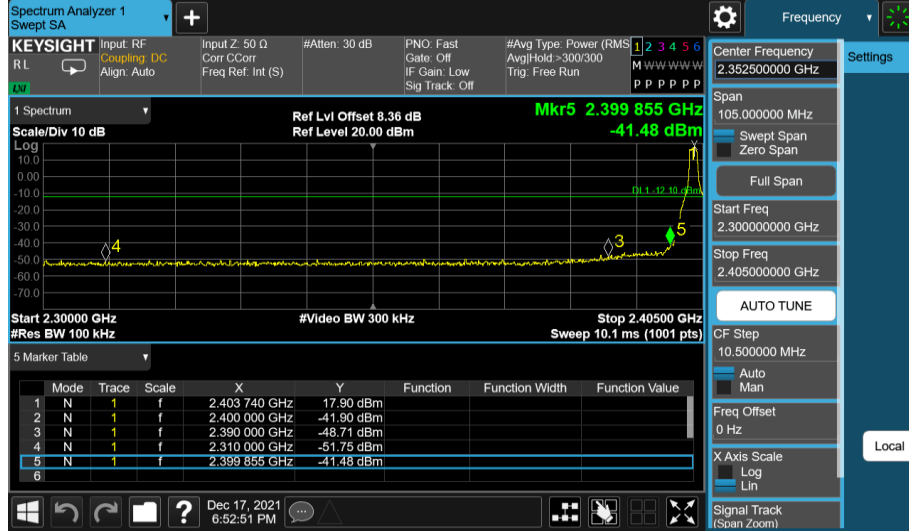 Spectrum Analyzer 1
Swept SA
Frequency
KEYSIGHT
RL
LXI
Input: RF
Coupling: DC
Align: Auto
Input Z: 50 Ω
Corr CCorr
Freq Ref: Int (S)
#Atten: 30 dB
PNO: Fast
Gate: Off
IF Gain: Low
Sig Track: Off
#Avg Type: Power (RMS
Avg|Hold:>300/300
Trig: Free Run
1 2 3 4 5 6
M W W W W W
P P P P P P
1 Spectrum
Scale/Div 10 dB
Ref Lvl Offset 8.36 dB
Ref Level 20.00 dBm
Mkr5 2.399 855 GHz
-41.48 dBm
Log
10.0
0.00
-10.0
-20.0
-30.0
-40.0
-50.0
-60.0
-70.0
DL1 -12.10 dBm
1
4
3
5
Start 2.30000 GHz
#Res BW 100 kHz
#Video BW 300 kHz
Stop 2.40500 GHz
Sweep 10.1 ms (1001 pts)
5 Marker Table
Mode Trace Scale X Y Function Function Width Function Value
1 N 1 f 2.403 740 GHz 17.90 dBm
2 N 1 f 2.400 000 GHz -41.90 dBm
3 N 1 f 2.390 000 GHz -48.71 dBm
4 N 1 f 2.310 000 GHz -51.75 dBm
5 N 1 f 2.399 855 GHz -41.48 dBm
6
Center Frequency
2.352500000 GHz
Settings
Span
105.000000 MHz
Swept Span
Zero Span
Full Span
Start Freq
2.300000000 GHz
Stop Freq
2.405000000 GHz
AUTO TUNE
CF Step
10.500000 MHz
Auto
Man
Freq Offset
0 Hz
Local
X Axis Scale
Log
Lin
Signal Track
(Span Zoom)
?
Dec 17, 2021
6:52:51 PM